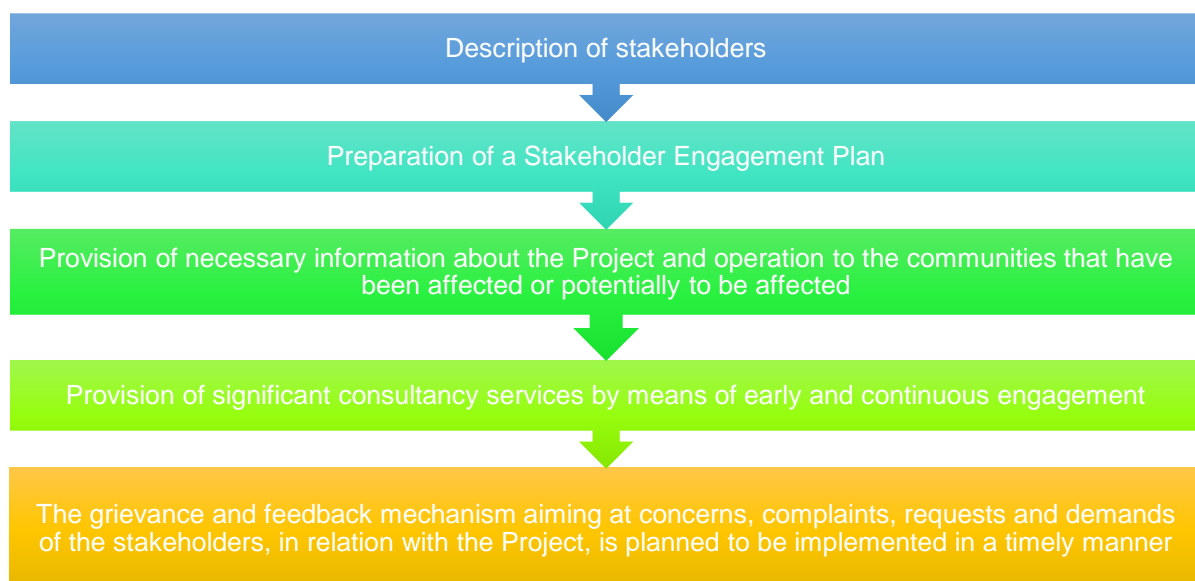 Description of stakeholders
Preparation of a Stakeholder Engagement Plan
Provision of necessary information about the Project and operation to the communities that have
been affected or potentially to be affected
Provision of significant consultancy services by means of early and continuous engagement
The grievance and feedback mechanism aiming at concerns, complaints, requests and demands
of the stakeholders, in relation with the Project, is planned to be implemented in a timely manner